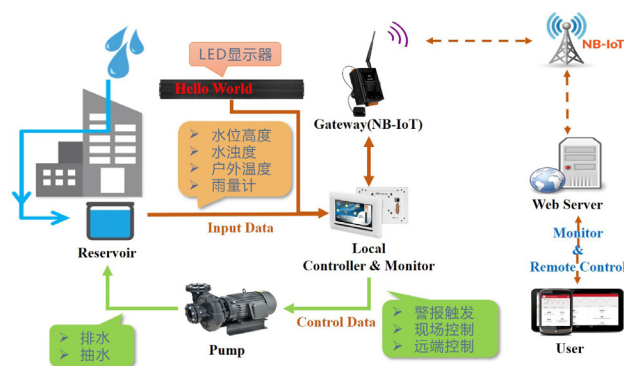 LED显示器
Hello World
水位高度
水浊度
户外温度
雨量计
Gateway(NB-IoT)
NB-IoT
Web Server
Input Data
Reservoir
Local
Controller & Monitor
Monitor
&
Remote Control
排水
抽水
Pump
Control Data
警报触发
现场控制
远端控制
User